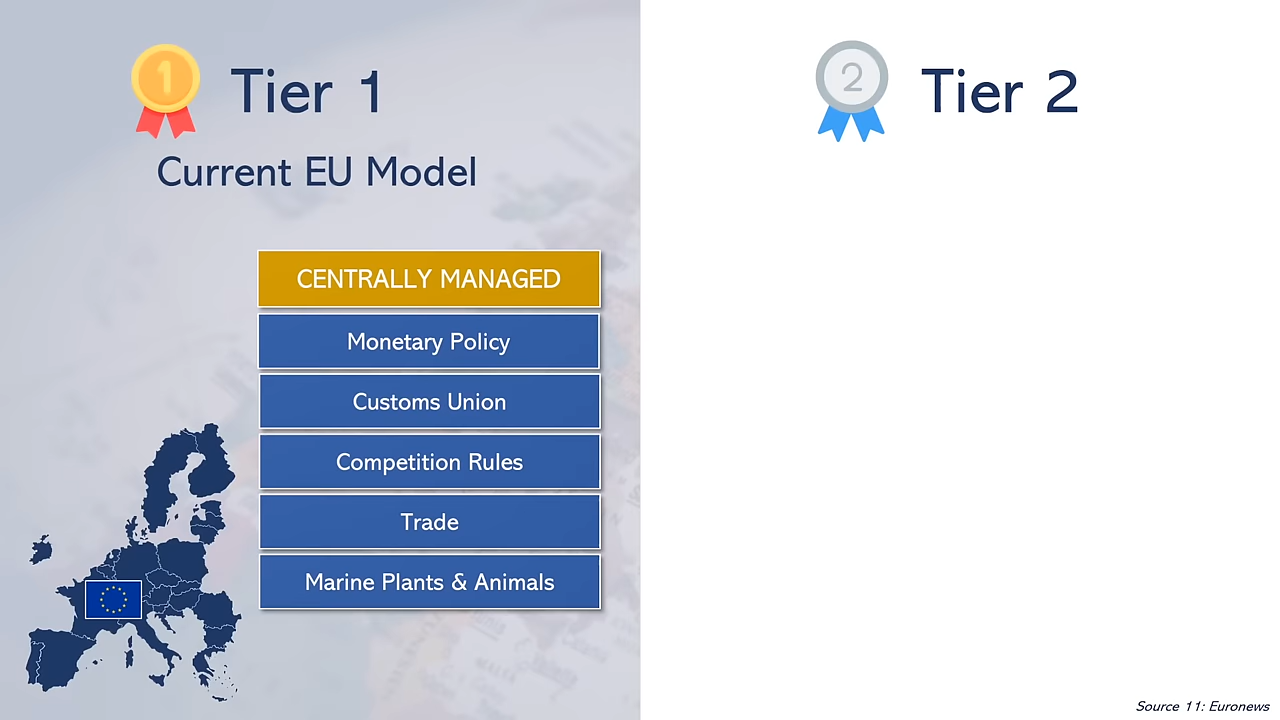 1
Tier 1
Current EU Model
CENTRALLY MANAGED
Monetary Policy
Customs Union
Competition Rules
Trade
Marine Plants & Animals
2
Tier 2
Source 11: Euronews